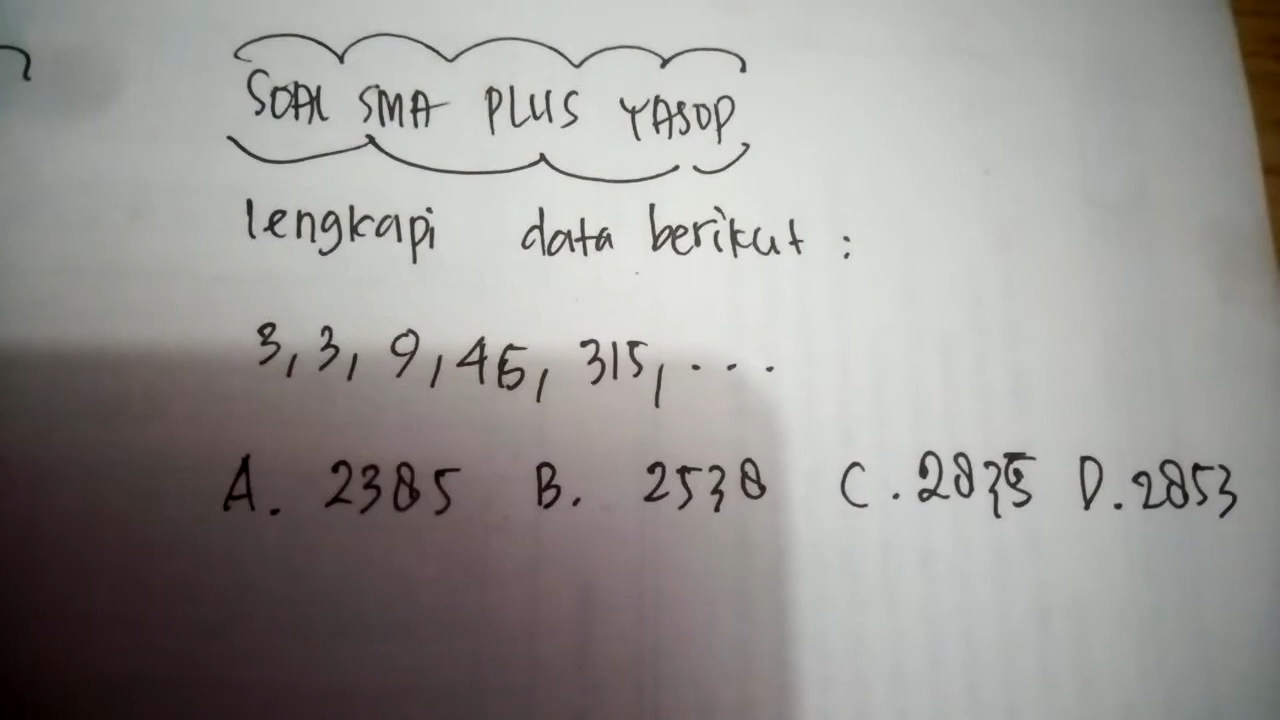 SOAL SMA PLUS YASOP
lengkapi data berikut :
3, 3, 9, 45, 315, ...
A. 2385 B. 2538 C. 2835 D. 2853